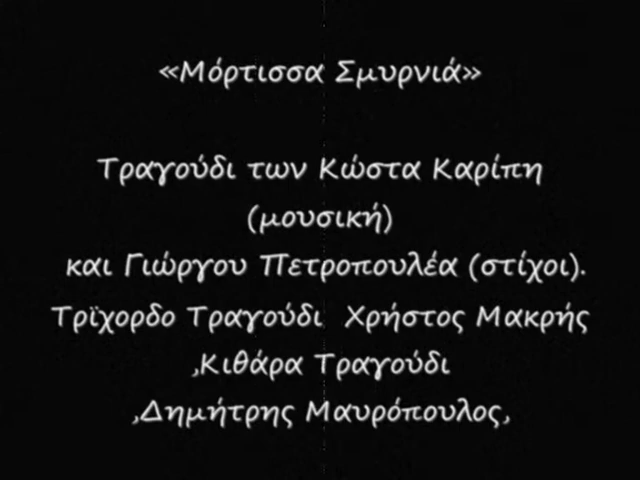 «Μόρτισσα Σμυρνιά»
Τραγούδι των Κώστα Καρίπη
(μουσική)
και Γιώργου Πετροπουλέα (στίχοι).
Τρϊχορδο Τραγούδι Χρήστος Μακρής
,Κιθάρα Τραγούδι
,Δημήτρης Μαυρόπουλος,